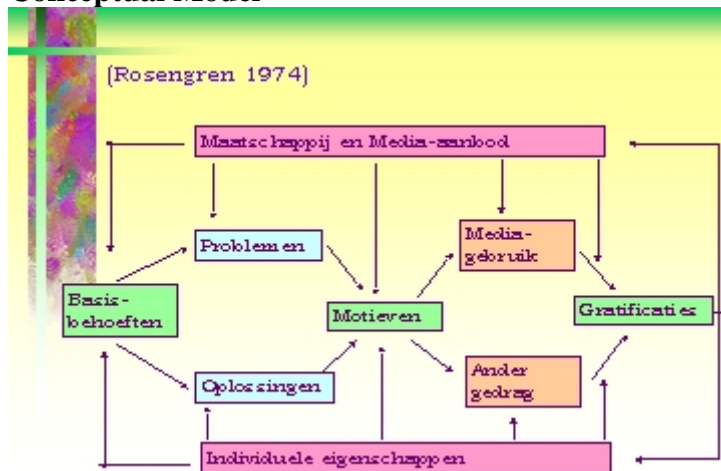 Conceptual Model
(Rosengren 1974)
Maatschappij en Media-aanbod
Problemen
Media-
gebruik
Basis-
behoeften
Motieven
Gratificaties
Oplossingen
Ander
gedrag
Individuele eigenschappen